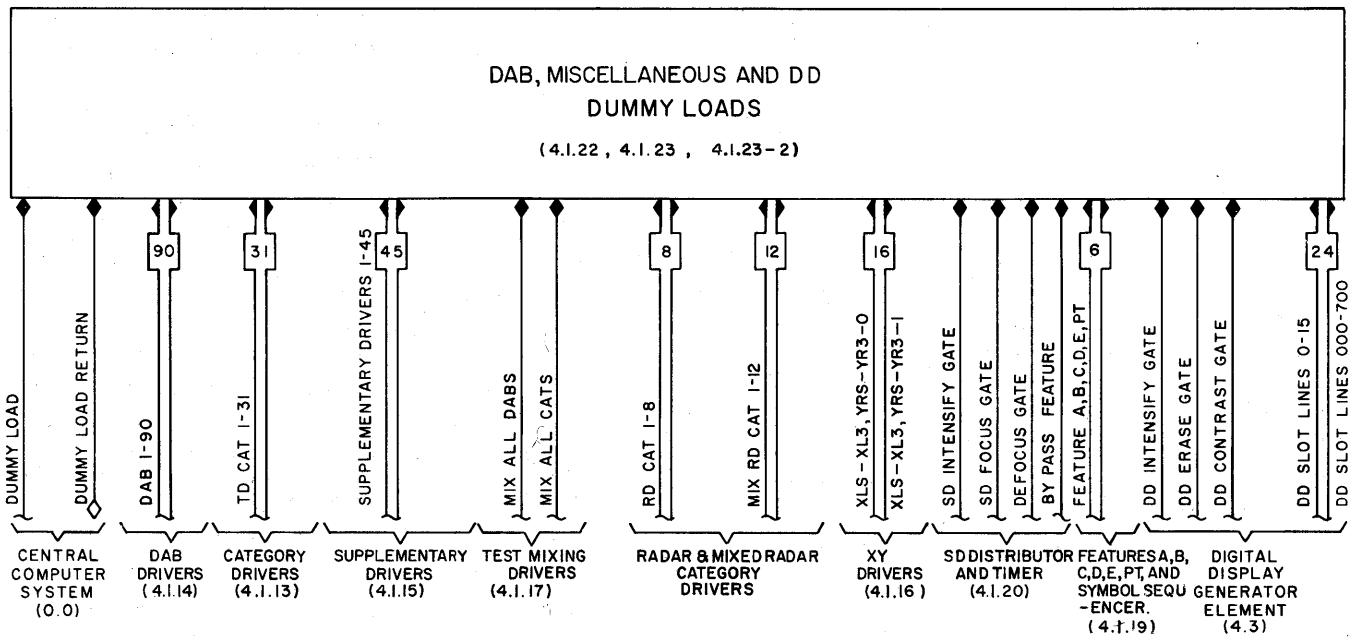 DAB, MISCELLANEOUS AND DD
DUMMY LOADS
(4.1.22 , 4.1.23 , 4.1.23-2)
90
31
45
8
12
16
6
24
DUMMY LOAD
DUMMY LOAD RETURN
DAB 1-90
TD CAT 1-31
SUPPLEMENTARY DRIVERS 1-45
MIX ALL DABS
MIX ALL CATS
RD CAT 1-8
MIX RD CAT 1-12
XLS-XL3, YRS-YR3-0
XLS-XL3, YRS-YR3-1
SD INTENSIFY GATE
SD FOCUS GATE
DEFOCUS GATE
BY PASS FEATURE
FEATURE A,B,C,D,E,PT
DD INTENSIFY GATE
DD ERASE GATE
DD CONTRAST GATE
DD SLOT LINES 0-15
DD SLOT LINES 000-700
CENTRAL
COMPUTER
SYSTEM
(0.0)
DAB
DRIVERS
(4.1.14)
CATEGORY
DRIVERS
(4.1.13)
SUPPLEMENTARY
DRIVERS
(4.1.15)
TEST MIXING
DRIVERS
(4.1.17)
RADAR & MIXED RADAR
CATEGORY
DRIVERS
XY
DRIVERS
(4.1.16)
SD DISTRIBUTOR
AND TIMER
(4.1.20)
FEATURES A, B,
C,D,E,PT, AND
SYMBOL SEQU
-ENCER.
(4.1.19)
DIGITAL
DISPLAY
GENERATOR
ELEMENT
(4.3)